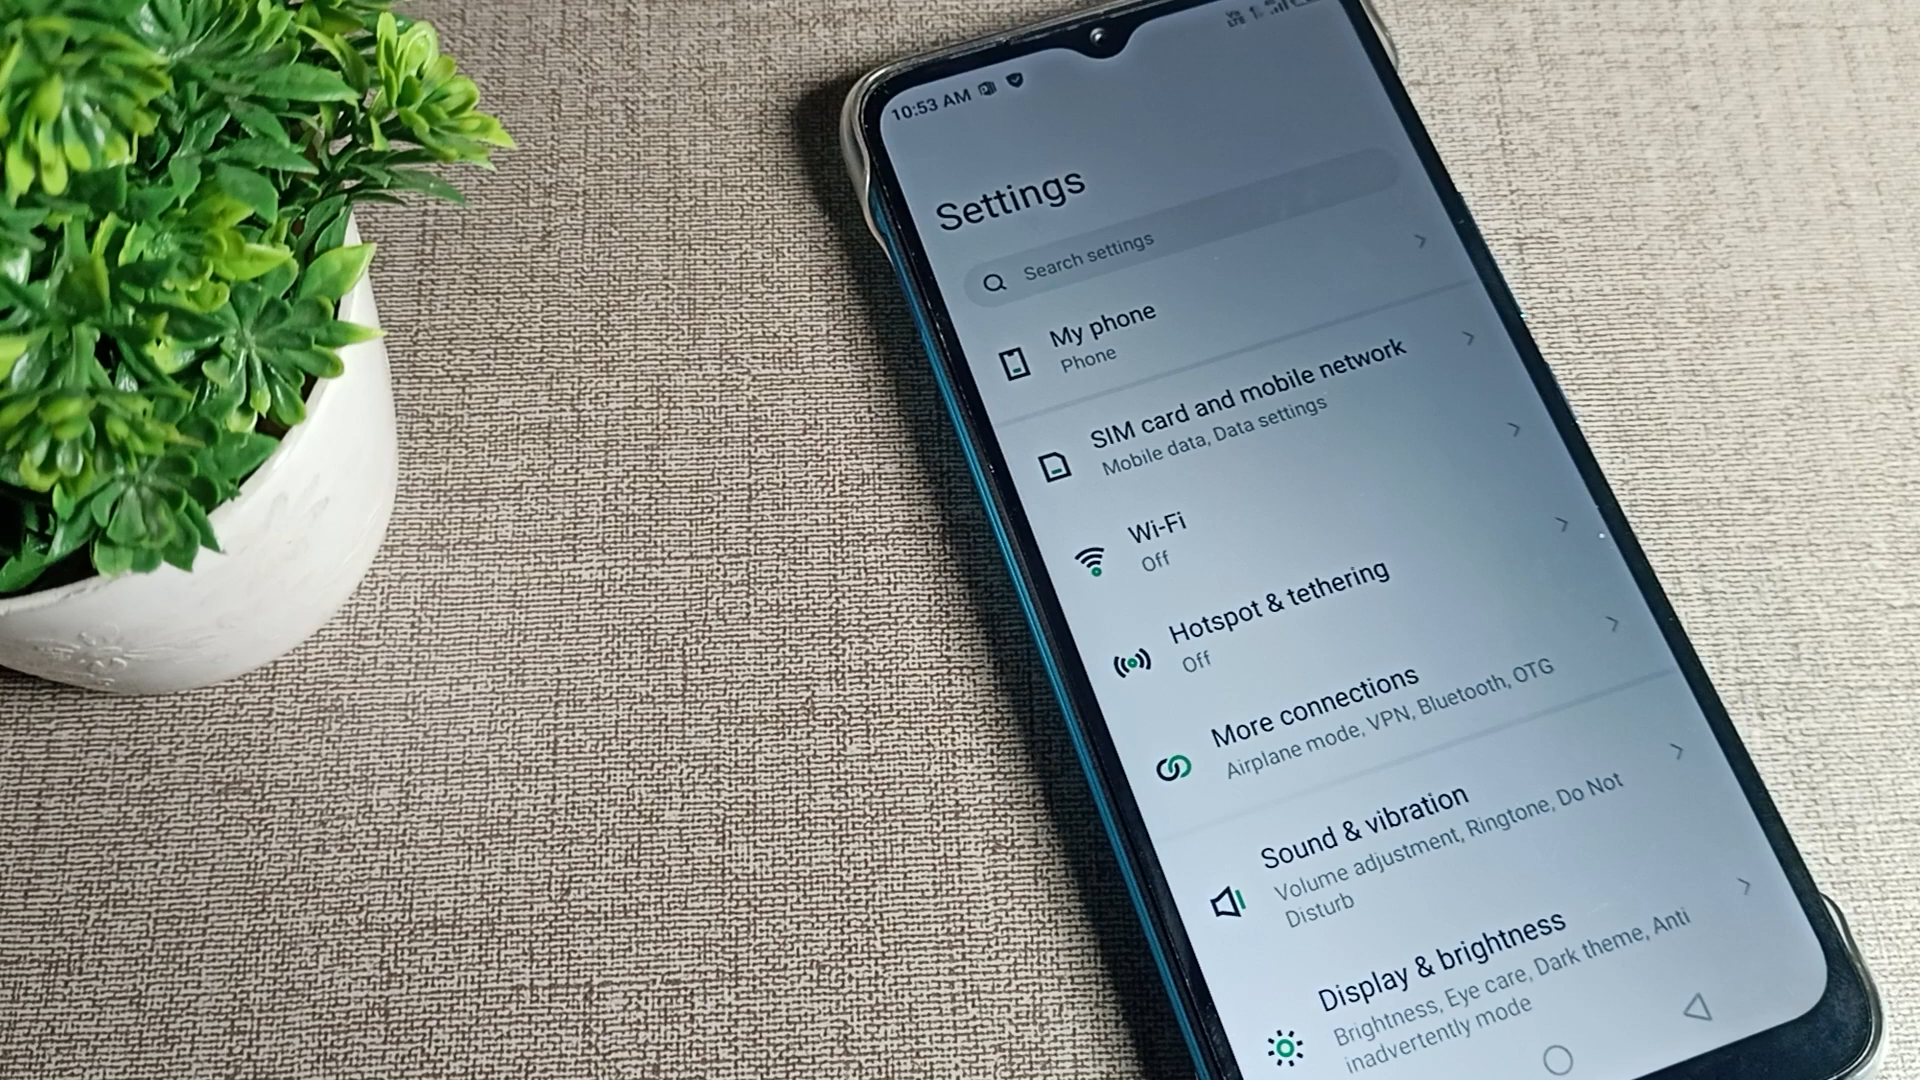 10:53 AM
Vo
LTE
Settings
Search settings
My phone
Phone
SIM card and mobile network
Mobile data, Data settings
Wi-Fi
Off
Hotspot & tethering
Off
More connections
Airplane mode, VPN, Bluetooth, OTG
Sound & vibration
Volume adjustment, Ringtone, Do Not
Disturb
Display & brightness
Brightness, Eye care, Dark theme, Anti
inadvertently mode